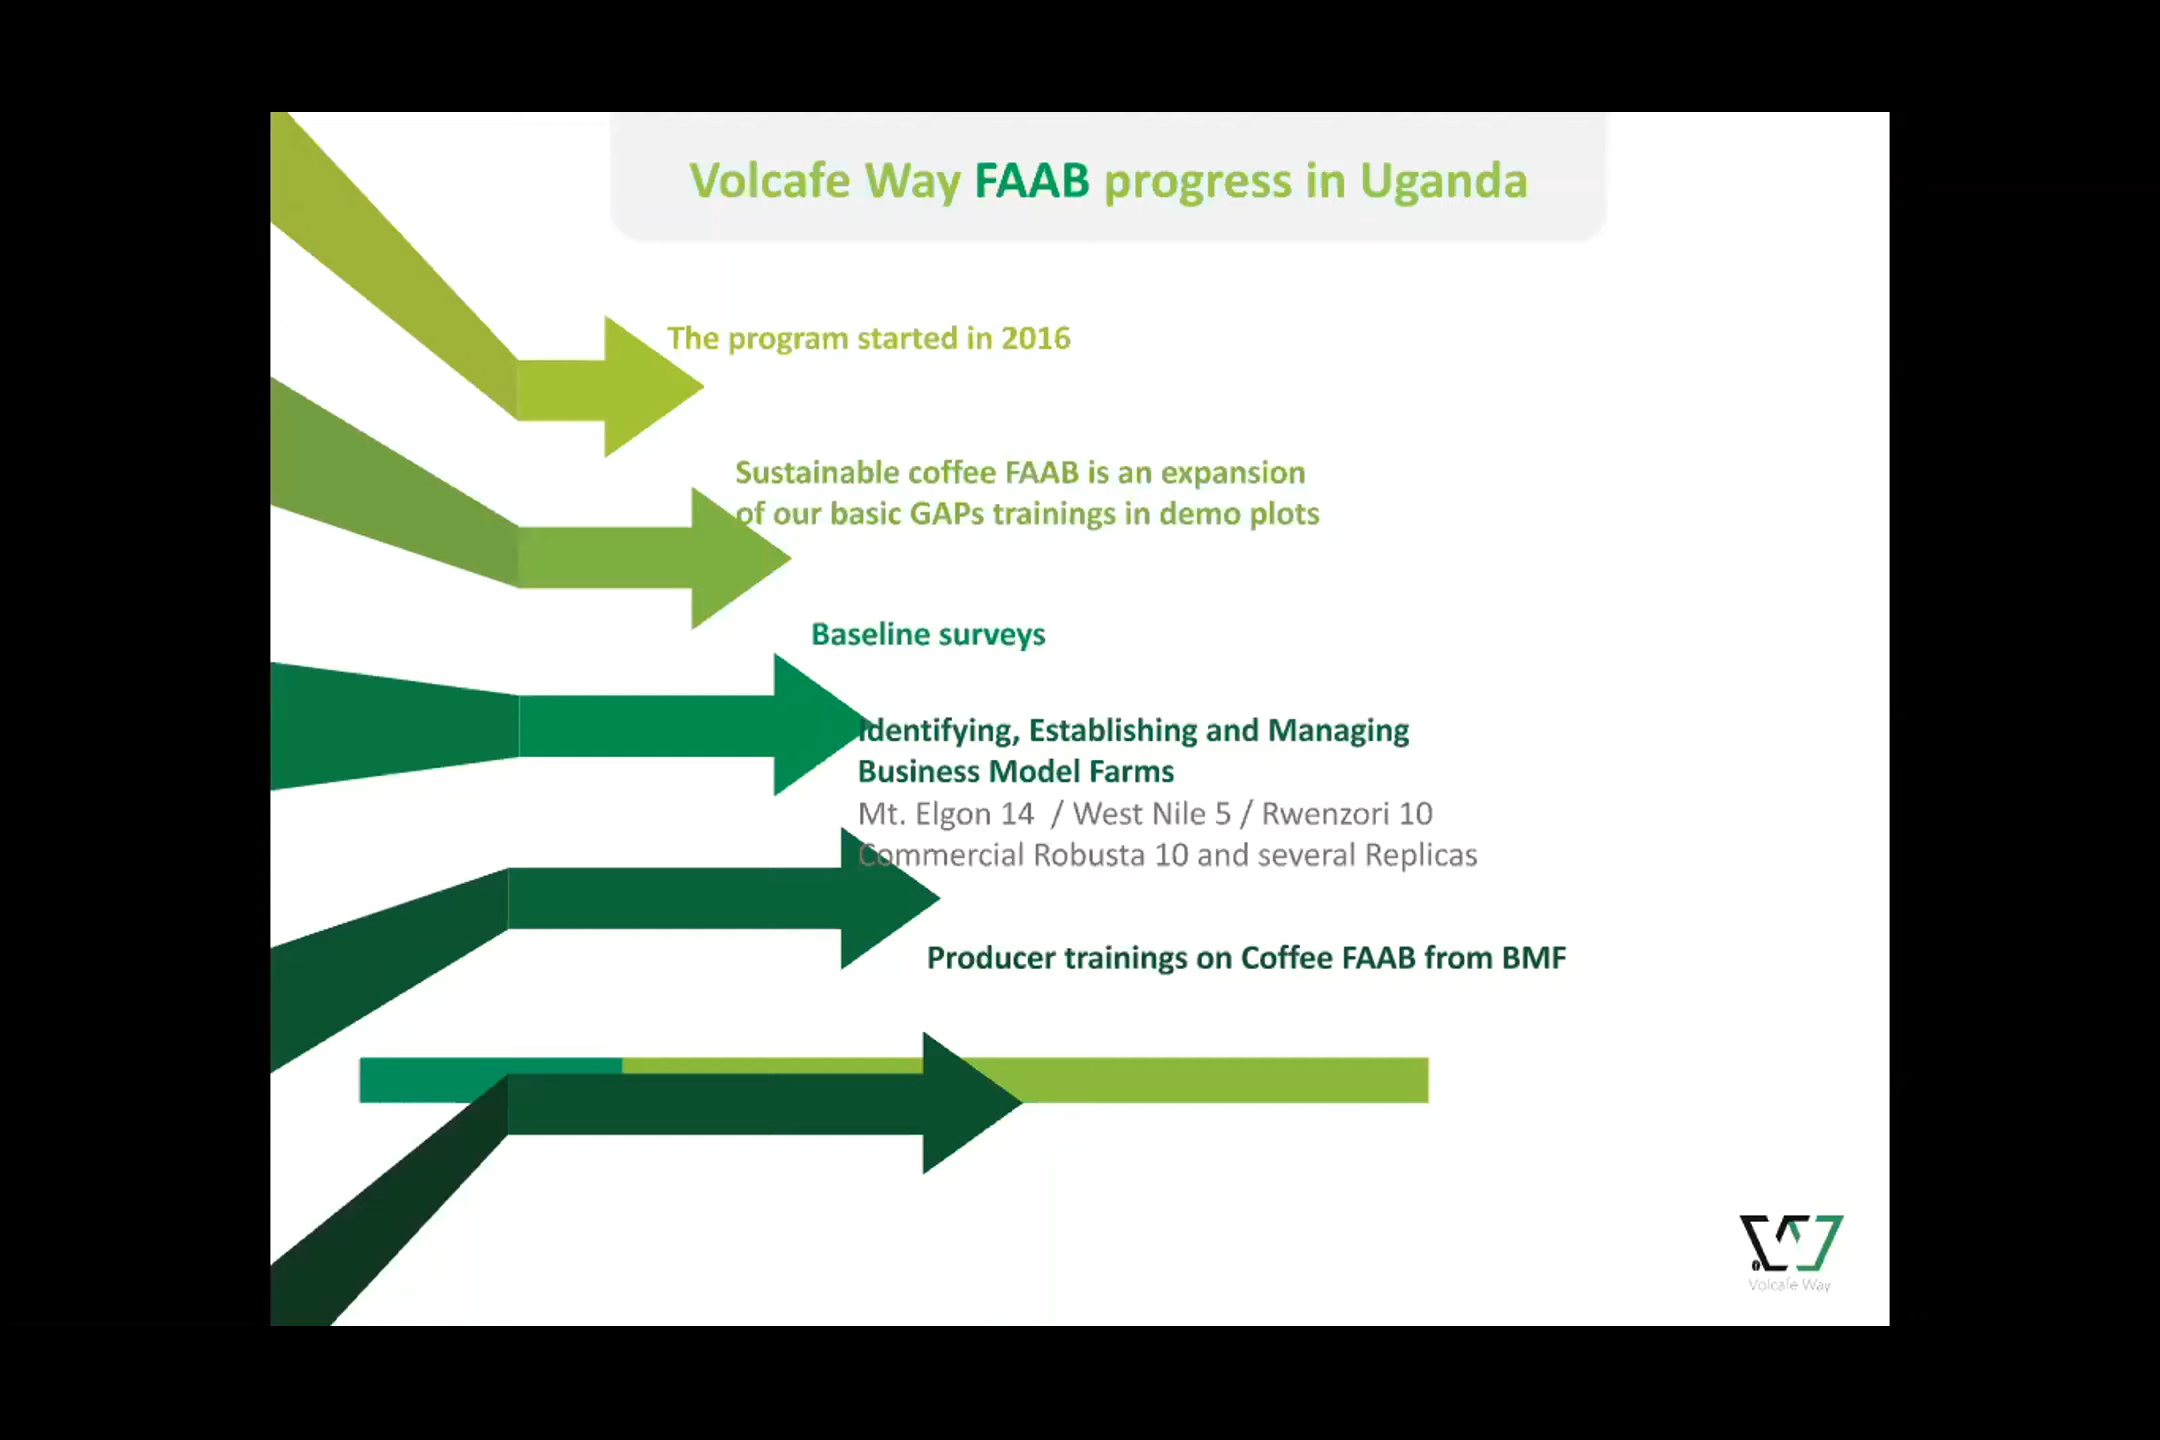 Volcafe Way FAAB progress in Uganda
The program started in 2016
Sustainable coffee FAAB is an expansion
of our basic GAPs trainings in demo plots
Baseline surveys
Identifying, Establishing and Managing
Business Model Farms
Mt. Elgon 14 / West Nile 5 / Rwenzori 10
Commercial Robusta 10 and several Replicas
Producer trainings on Coffee FAAB from BMF
Volcafe Way